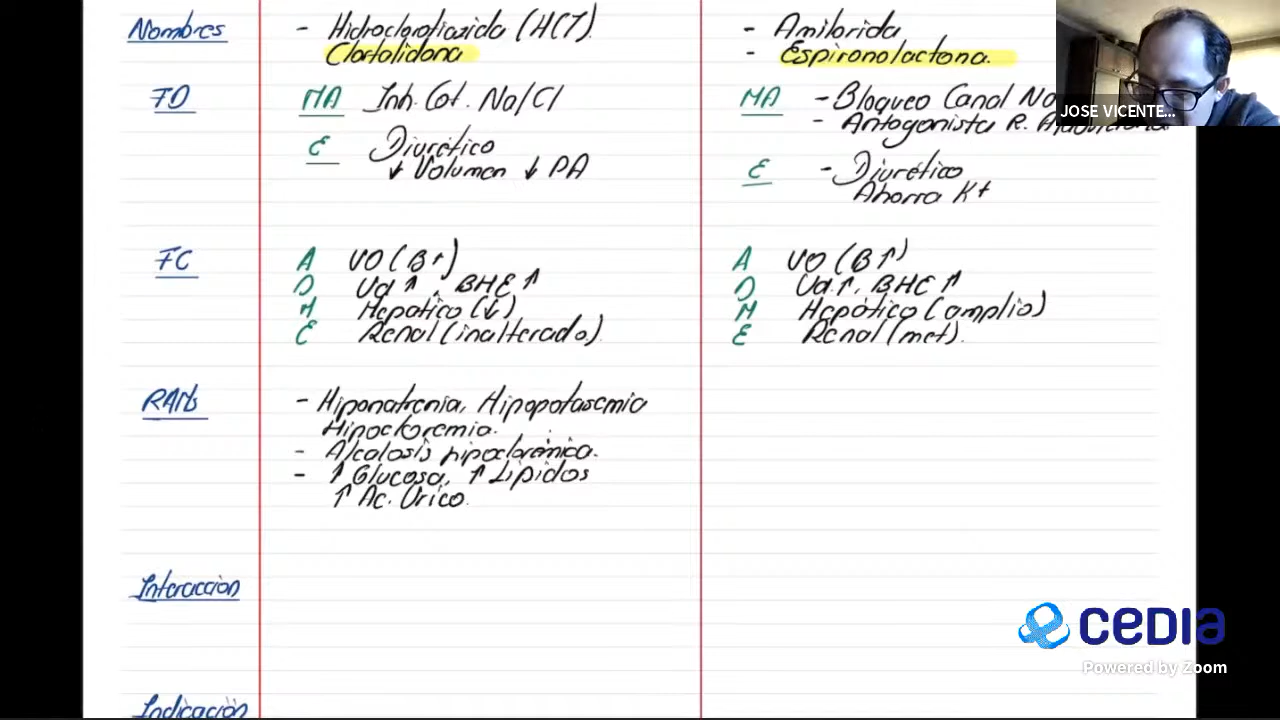 Nombres
- Hidroclorotiazida (HCT).
Clortalidona
- Amilorida
- Espironolactona.
FD
MA Inh. Cot. Na/Cl
E Diurético
↓ Volumen ↓ PA
MA - Bloqueo Canal Na
- Antagonista R.
E - Diurético
Ahorra K+
FC
A VO (B↑)
D Vd ↑, BHE ↑
M Hepático (↓)
E Renal (inalterado).
A VO (B↑)
D Vd.↑, BHE ↑
M Hepático (amplio)
E Renal (met).
RAMs
- Hiponatremia, Hipopotasemia
Hipocloremia.
- Alcalosis hipoclorémica.
- ↑ Glucosa, ↑ Lípidos
↑ Ac. Úrico.
Interacción
Indicación
JOSE VICENTE...
CEDIA
Powered by Zoom